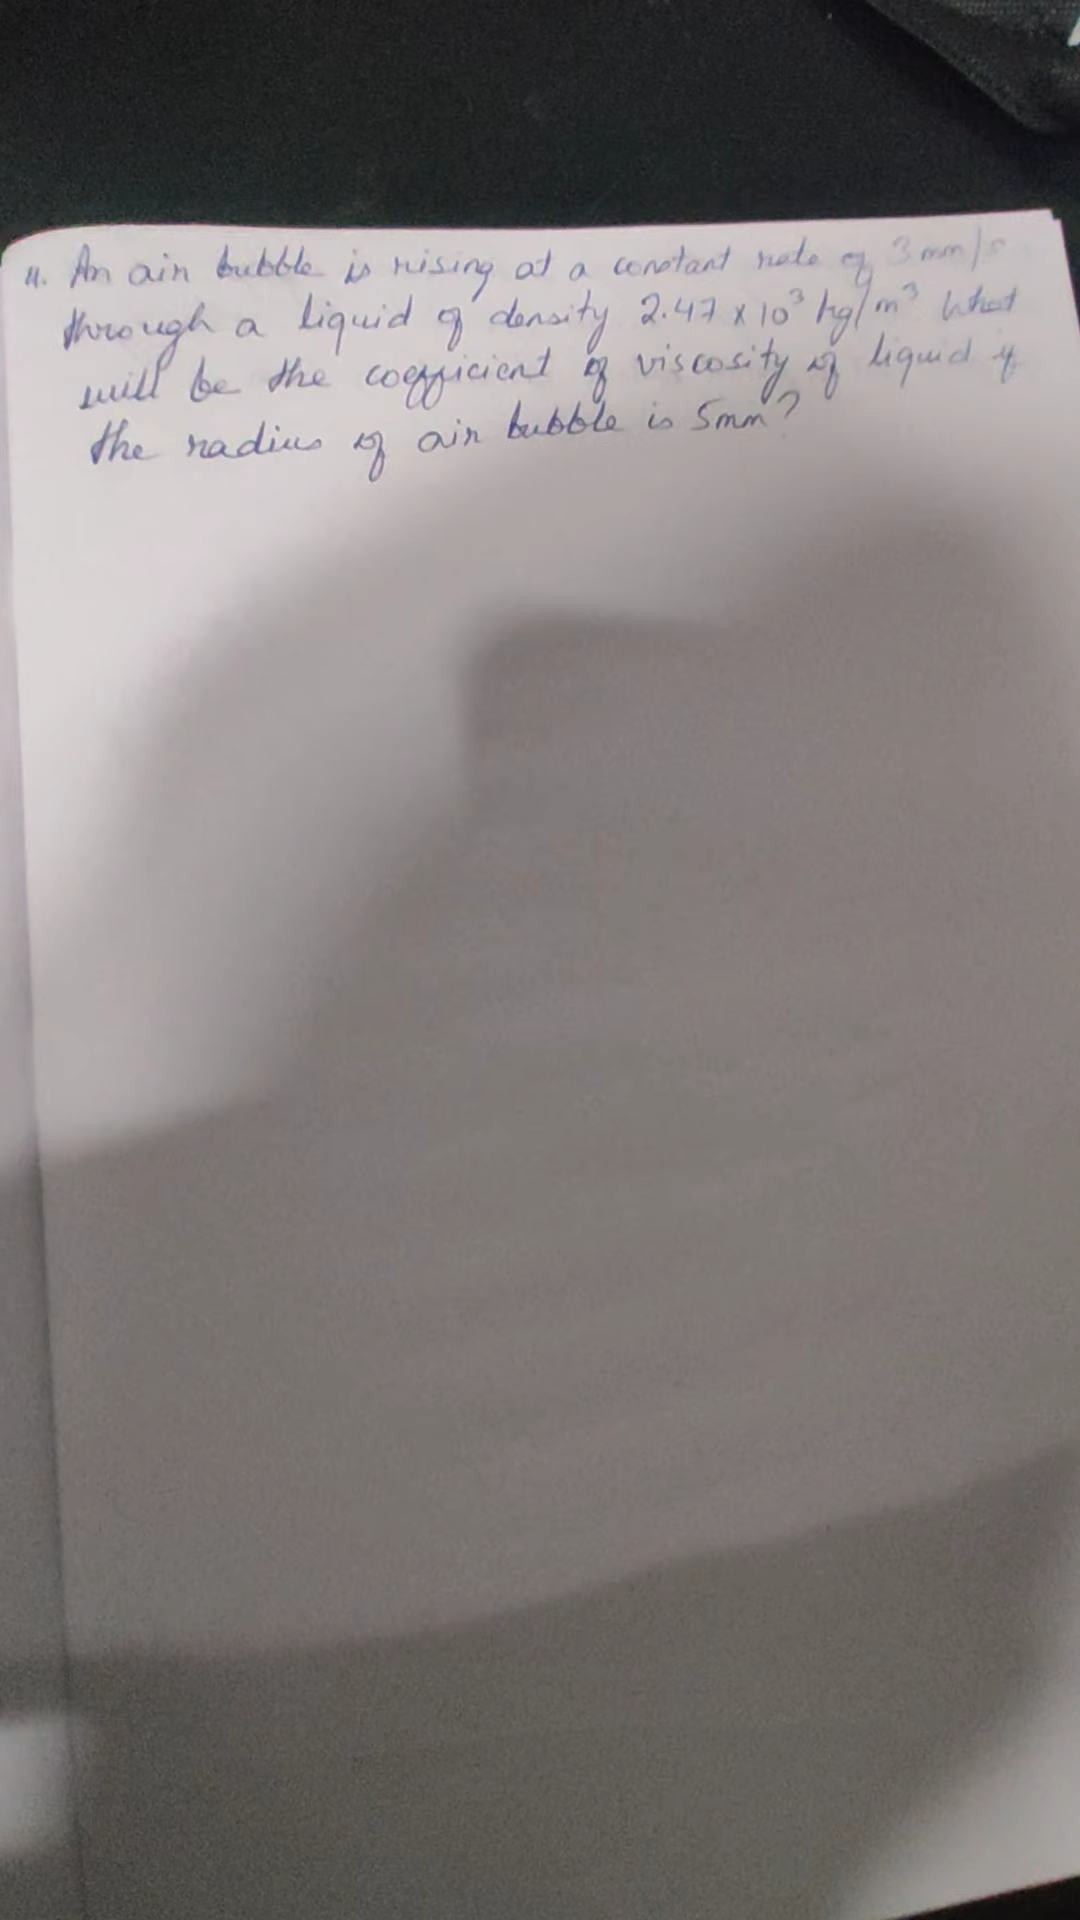 4. An air bubble is rising at a constant rate of 3 mm/s
through a liquid of density 2.47 x 10³ kg/m³ What
will be the coefficient of viscosity of liquid if
the radius of air bubble is 5mm?